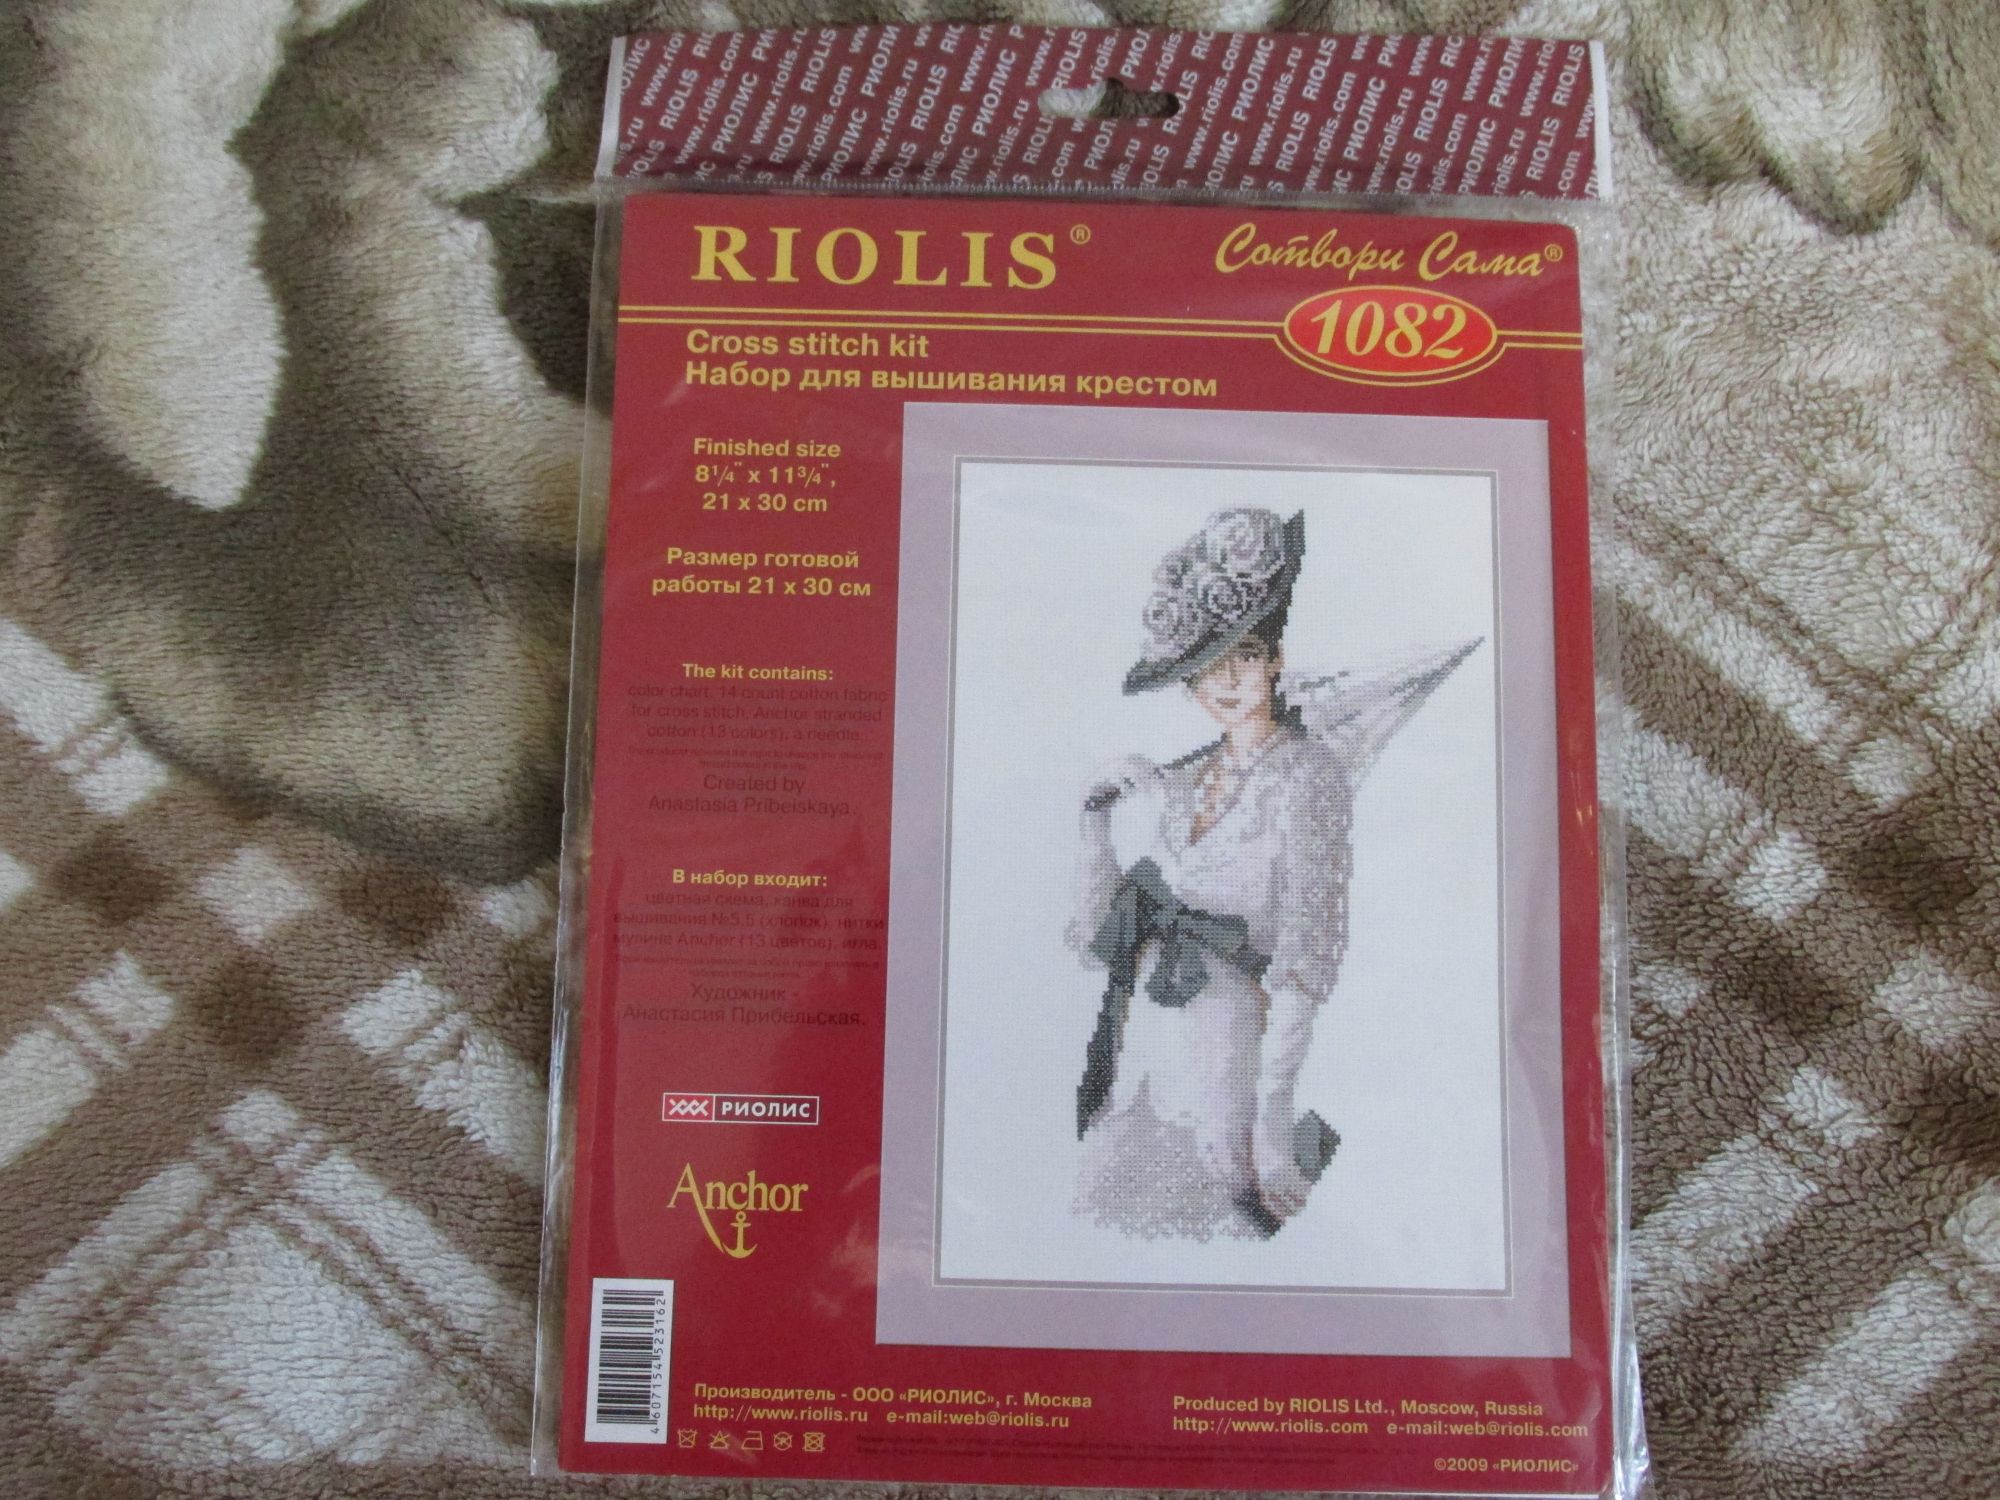 RIOLIS РИОЛИС www.riolis.ru www.riolis.com
RIOLIS®
Сотвори Сама®
1082
Cross stitch kit
Набор для вышивания крестом
Finished size
8¹/₄" x 11³/₄",
21 x 30 cm
Размер готовой
работы 21 x 30 см
The kit contains:
color chart, 14 count cotton fabric
for cross stitch, Anchor stranded
cotton (13 colors), a needle.
Created by
Anastasia Pribelskaya.
В набор входит:
цветная схема, канва для
вышивания №5.5 (хлопок), нитки
мулине Anchor (13 цветов), игла.
Художник -
Анастасия Прибельская.
РИОЛИС
Anchor
4 607154 523162
Производитель - ООО «РИОЛИС», г. Москва
http://www.riolis.ru e-mail:web@riolis.ru
Produced by RIOLIS Ltd., Moscow, Russia
http://www.riolis.com e-mail:web@riolis.com
©2009 «РИОЛИС»